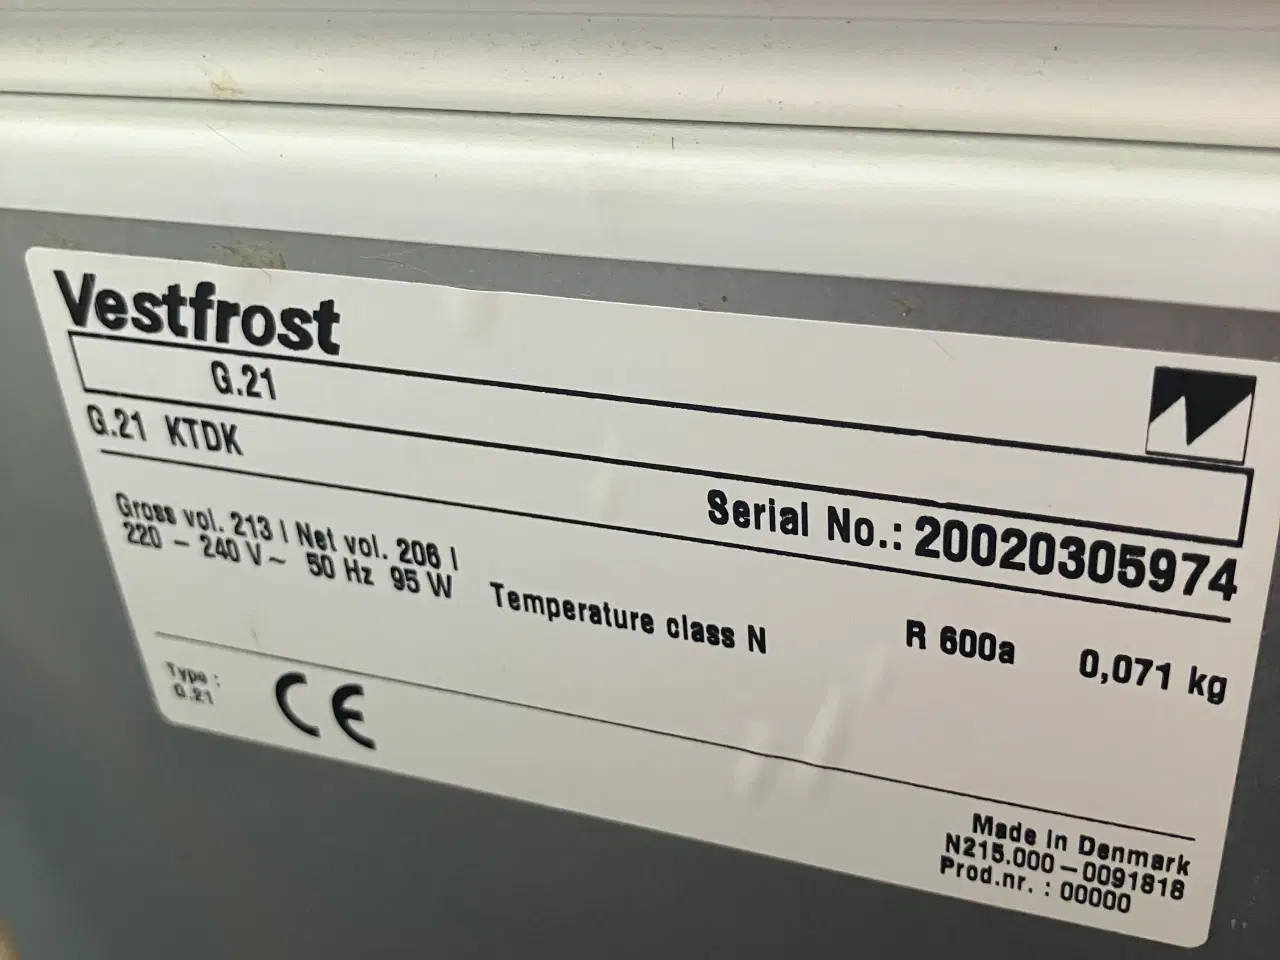 Vestfrost
G.21
G.21 KTDK
Serial No.: 20020305974
Gross vol. 213 l Net vol. 206 l
220 – 240 V ~ 50 Hz 95 W
Temperature class N
R 600a
0,071 kg
Type :
G.21
CE
Made In Denmark
N215.000–0091818
Prod.nr. : 00000